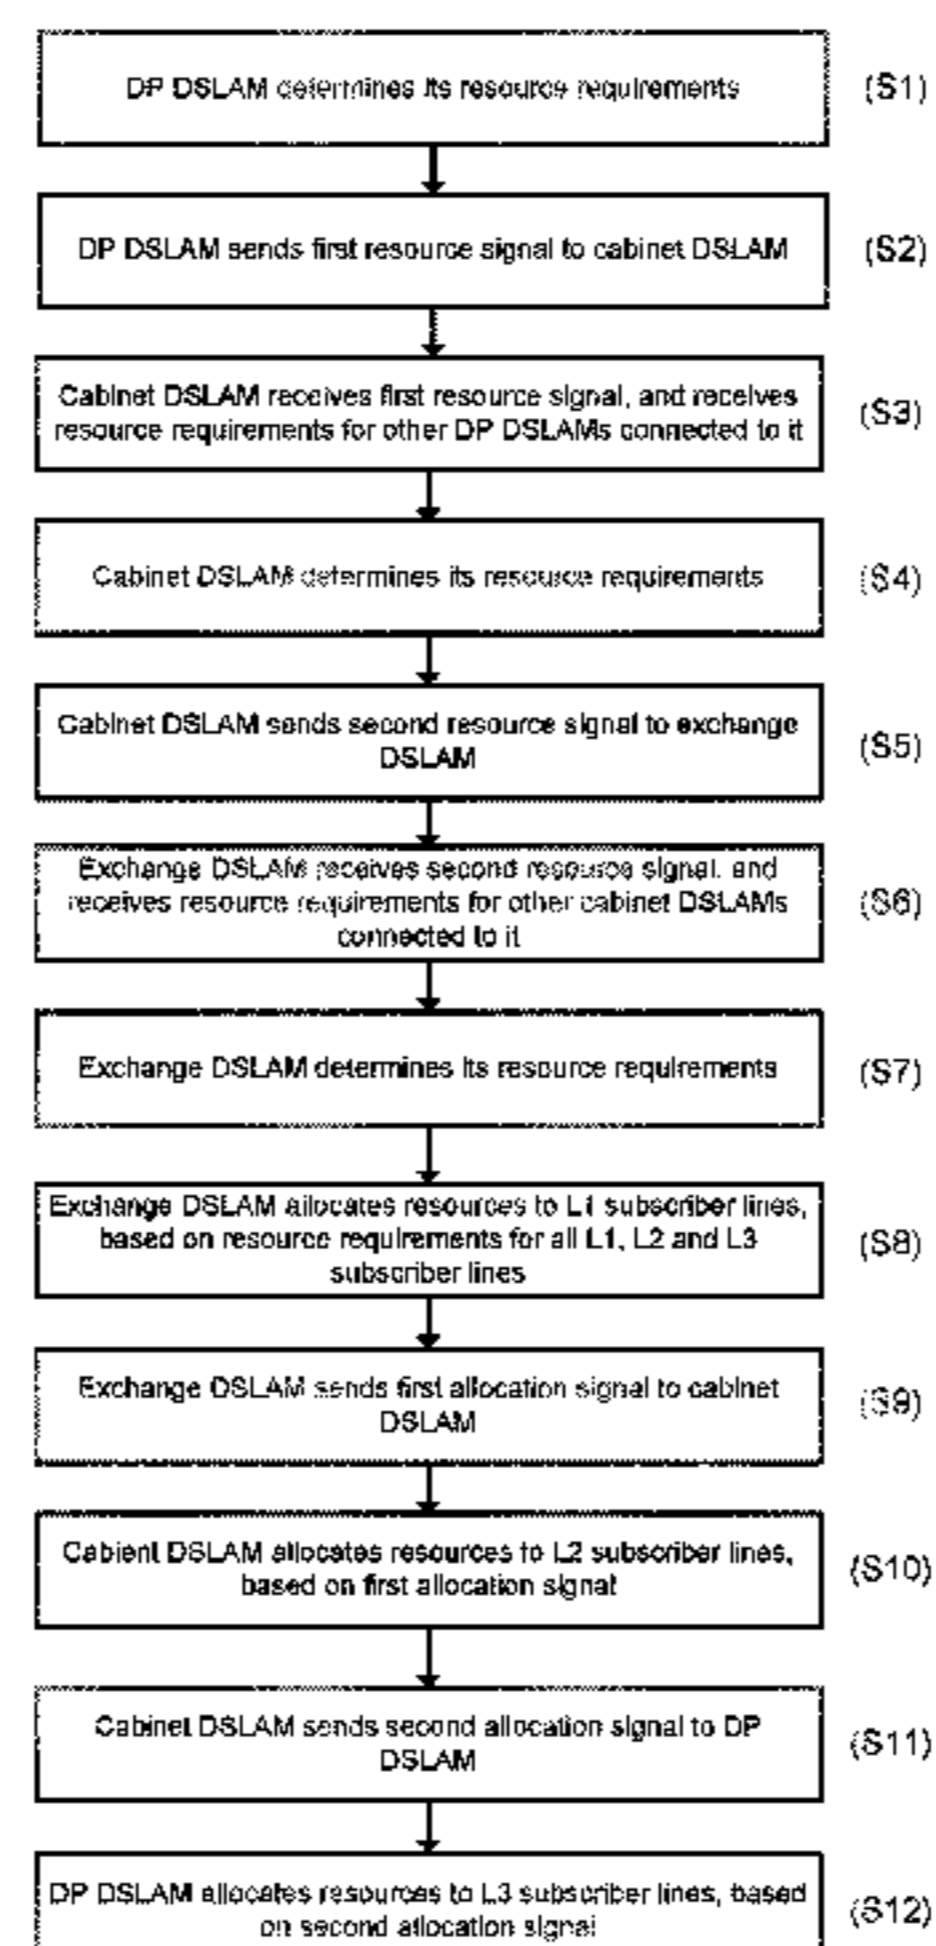 DP DSLAM determines its resource requirements
(S1)
DP DSLAM sends first resource signal to cabinet DSLAM
(S2)
Cabinet DSLAM receives first resource signal, and receives
resource requirements for other DP DSLAMs connected to it
(S3)
Cabinet DSLAM determines its resource requirements
(S4)
Cabinet DSLAM sends second resource signal to exchange
DSLAM
(S5)
Exchange DSLAM receives second resource signal, and
receives resource requirements for other cabinet DSLAMs
connected to it
(S6)
Exchange DSLAM determines its resource requirements
(S7)
Exchange DSLAM allocates resources to L1 subscriber lines,
based on resource requirements for all L1, L2 and L3
subscriber lines
(S8)
Exchange DSLAM sends first allocation signal to cabinet
DSLAM
(S9)
Cabient DSLAM allocates resources to L2 subscriber lines,
based on first allocation signal
(S10)
Cabinet DSLAM sends second allocation signal to DP
DSLAM
(S11)
DP DSLAM allocates resources to L3 subscriber lines, based
on second allocation signal
(S12)